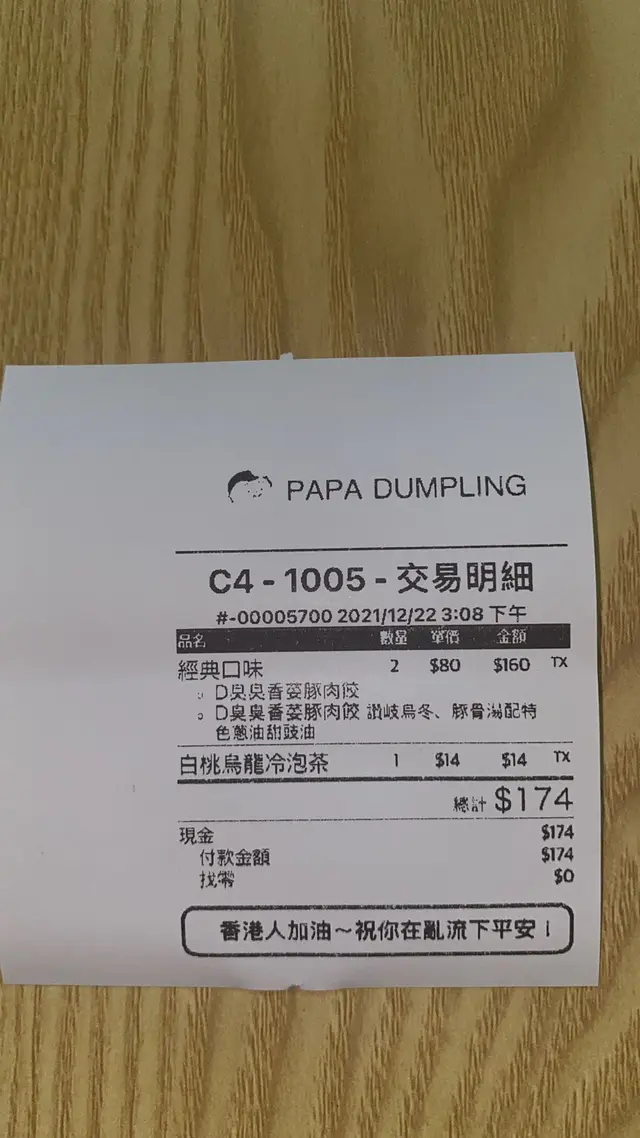 PAPA DUMPLING
C4 - 1005 - 交易明細
#-00005700 2021/12/22 3:08 下午
品名 數量 單價 金額
經典口味 2 $80 $160 TX
D臭臭香荽豚肉餃
D臭臭香荽豚肉餃 讚岐烏冬、豚骨湯配特
色蔥油甜豉油
白桃烏龍冷泡茶 1 $14 $14 TX
總計 $174
現金 $174
付款金額 $174
找零 $0
香港人加油～祝你在亂流下平安！